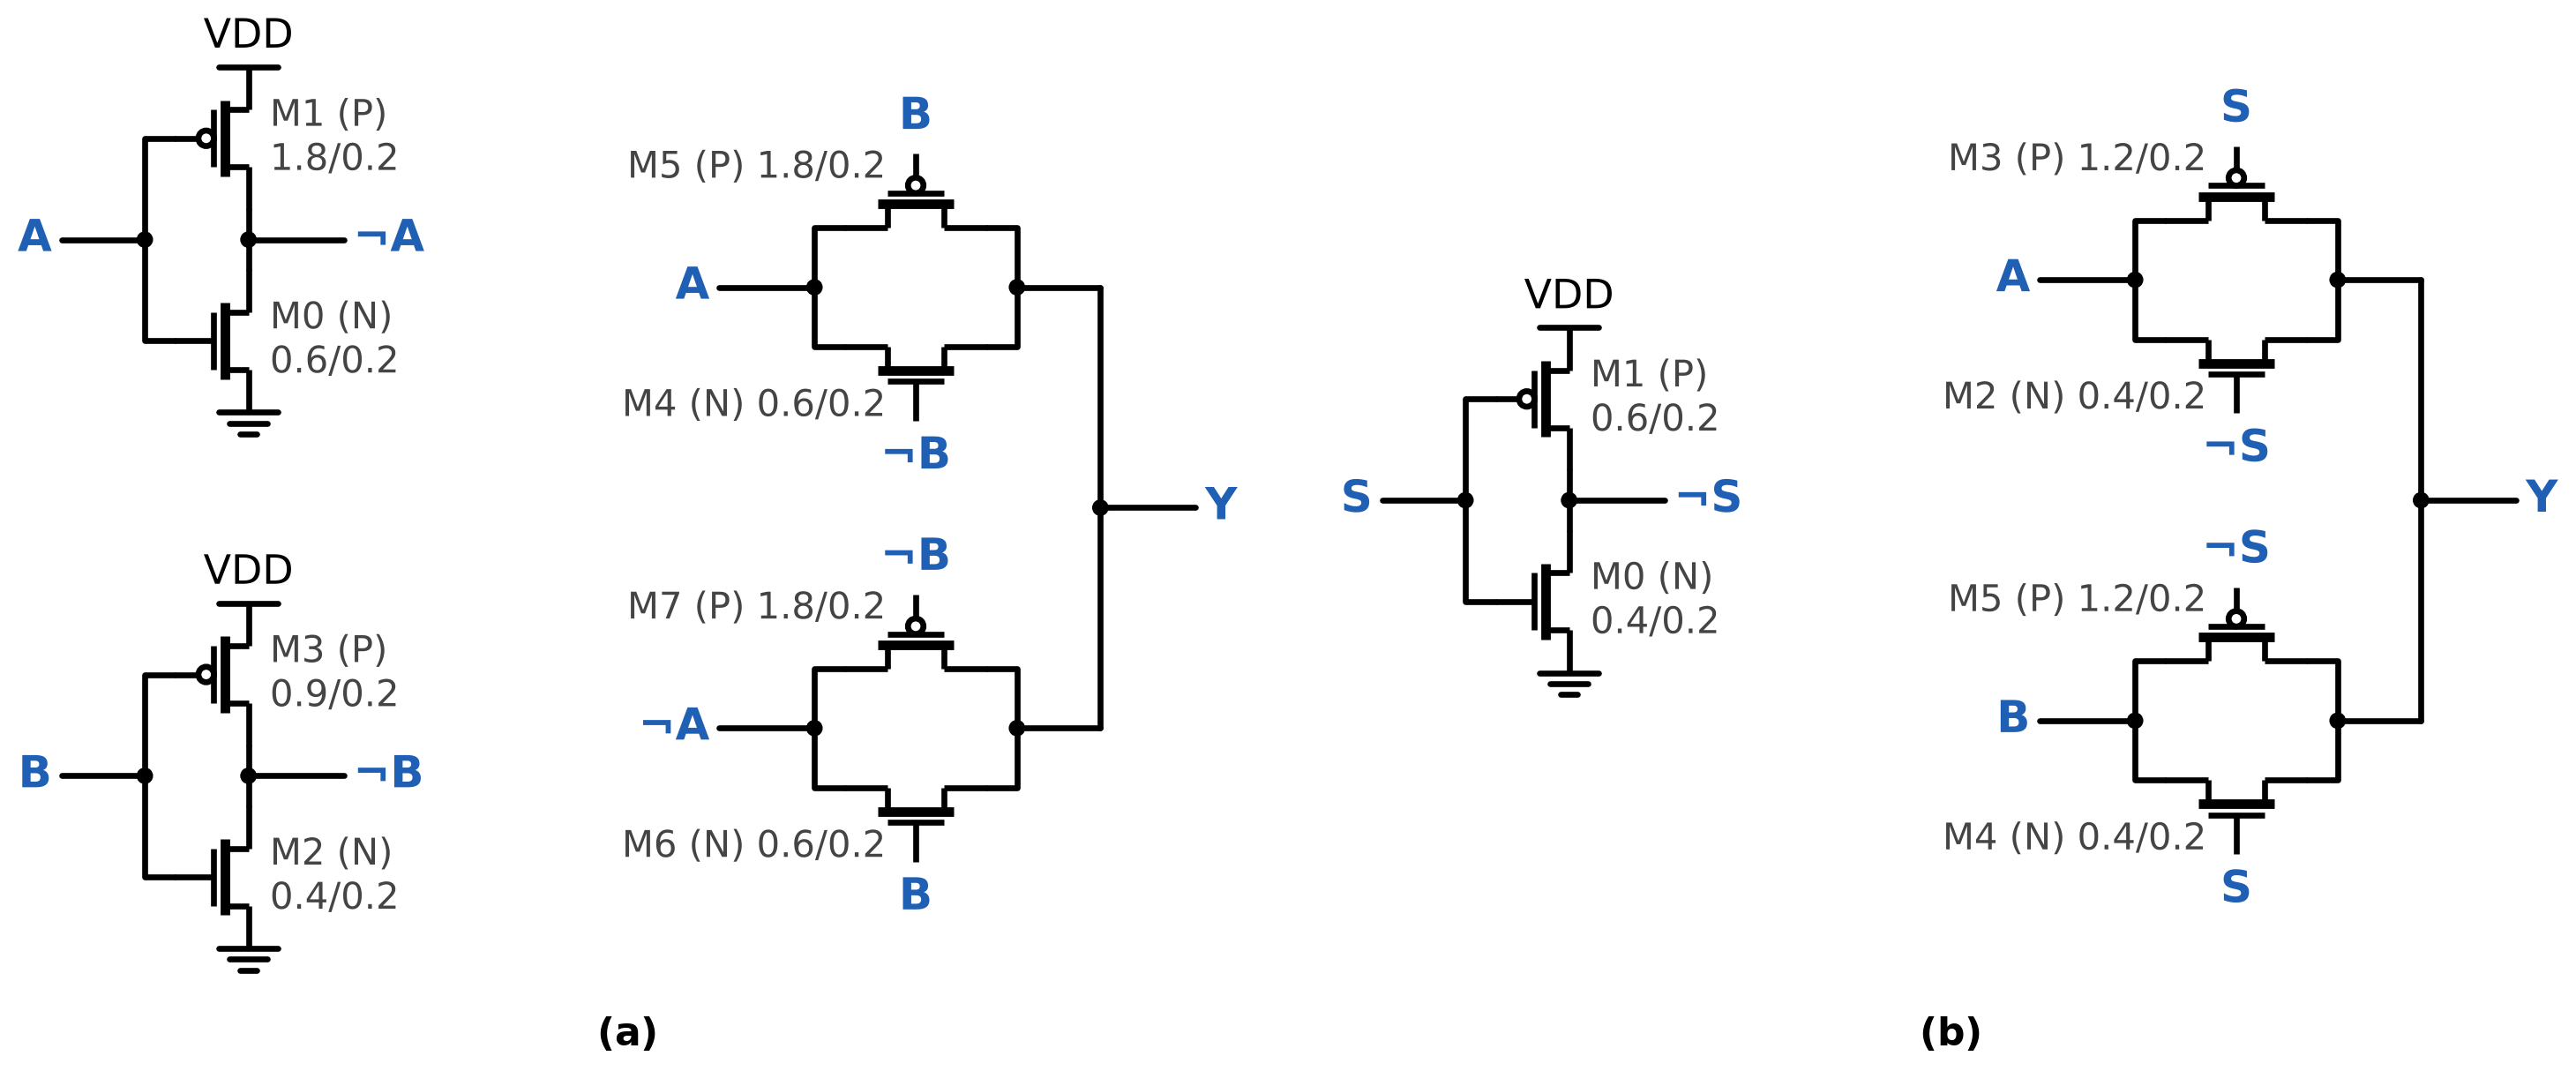 VDD
M1 (P)
1.8/0.2
A
¬A
M0 (N)
0.6/0.2
VDD
M3 (P)
0.9/0.2
B
¬B
M2 (N)
0.4/0.2
B
M5 (P) 1.8/0.2
A
M4 (N) 0.6/0.2
¬B
Y
¬B
M7 (P) 1.8/0.2
¬A
M6 (N) 0.6/0.2
B
(a)
VDD
M1 (P)
0.6/0.2
S
¬S
M0 (N)
0.4/0.2
S
M3 (P) 1.2/0.2
A
M2 (N) 0.4/0.2
¬S
Y
¬S
M5 (P) 1.2/0.2
B
M4 (N) 0.4/0.2
S
(b)